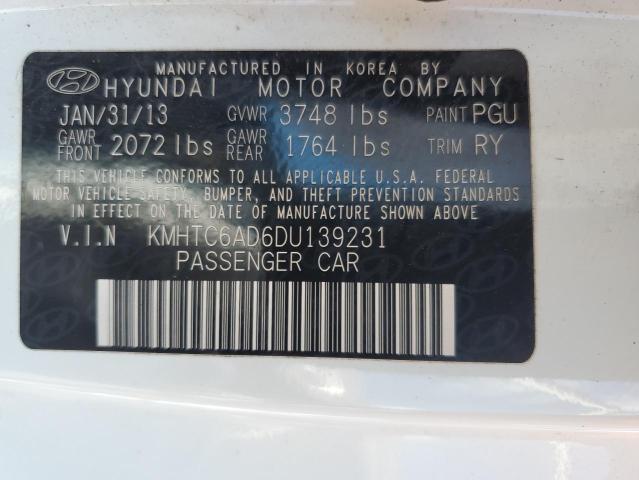 MANUFACTURED IN KOREA BY
HYUNDAI MOTOR COMPANY
JAN/31/13 GVWR 3748 lbs PAINT PGU
GAWR FRONT 2072 lbs GAWR REAR 1764 lbs TRIM RY
THIS VEHICLE CONFORMS TO ALL APPLICABLE U.S.A. FEDERAL
MOTOR VEHICLE SAFETY, BUMPER, AND THEFT PREVENTION STANDARDS
IN EFFECT ON THE DATE OF MANUFACTURE SHOWN ABOVE.
V.I.N KMHTC6AD6DU139231
PASSENGER CAR